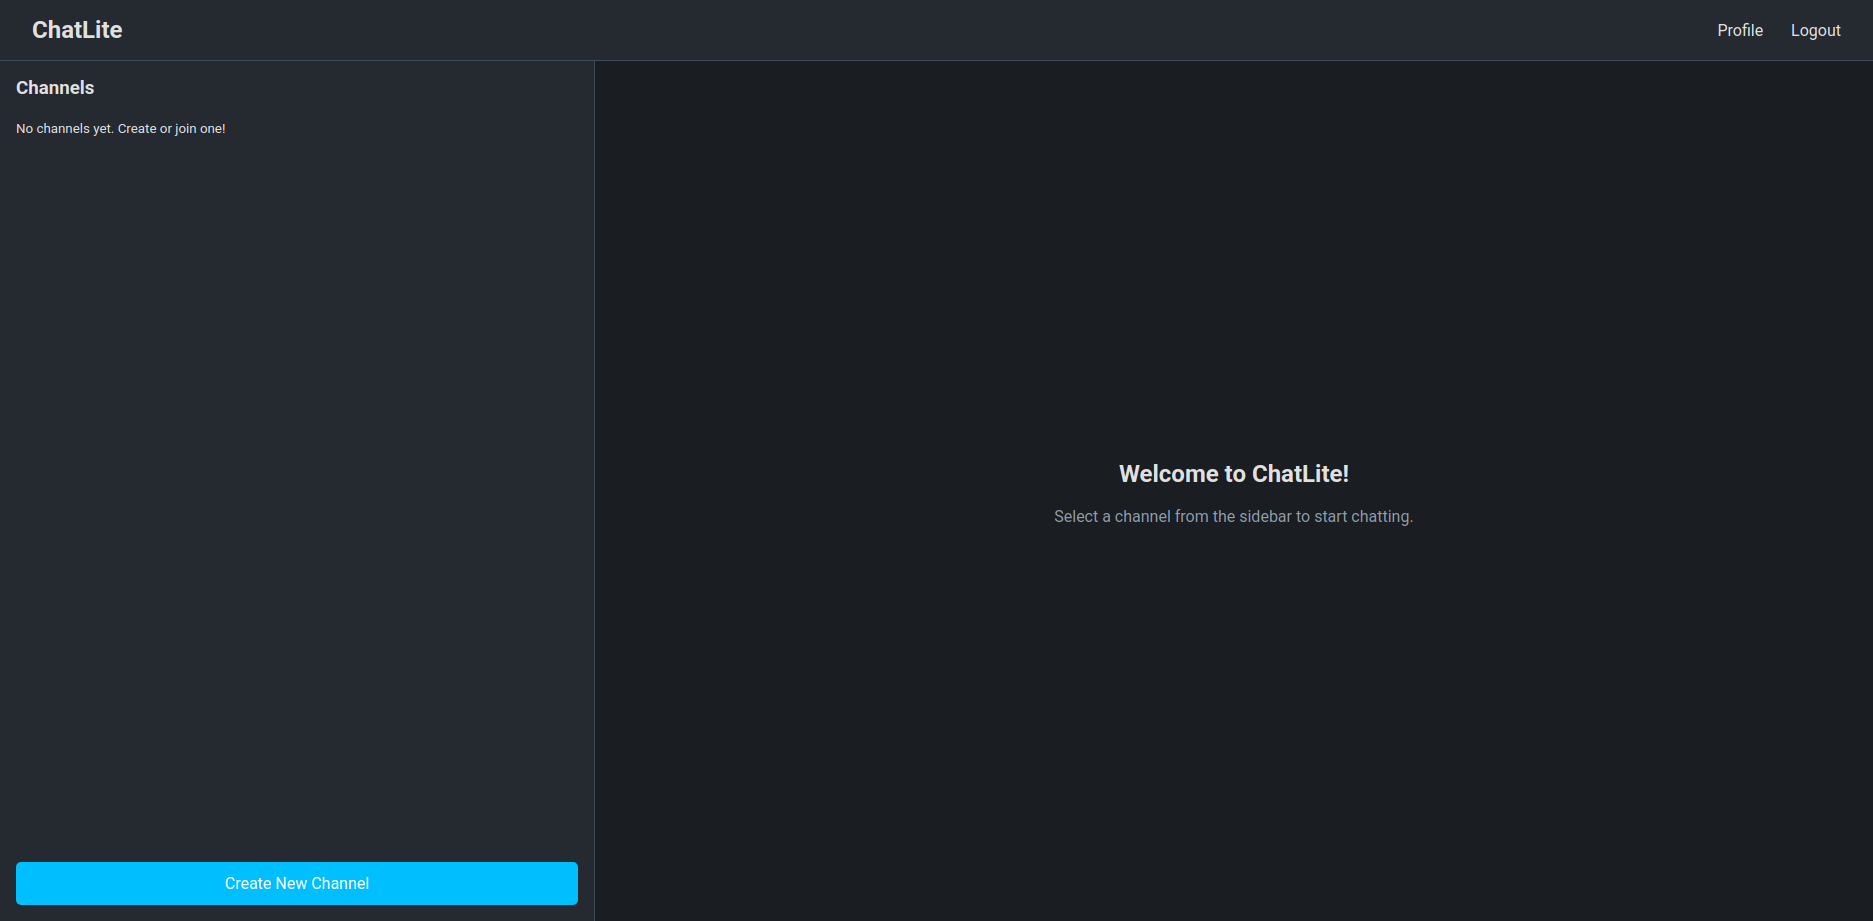 ChatLite
Profile
Logout
Channels
No channels yet. Create or join one!
Welcome to ChatLite!
Select a channel from the sidebar to start chatting.
Create New Channel